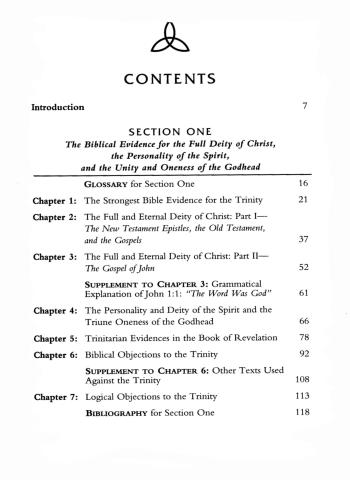 CONTENTS
Introduction 7
SECTION ONE
The Biblical Evidence for the Full Deity of Christ,
the Personality of the Spirit,
and the Unity and Oneness of the Godhead
GLOSSARY for Section One 16
Chapter 1: The Strongest Bible Evidence for the Trinity 21
Chapter 2: The Full and Eternal Deity of Christ: Part I—
The New Testament Epistles, the Old Testament,
and the Gospels 37
Chapter 3: The Full and Eternal Deity of Christ: Part II—
The Gospel of John 52
SUPPLEMENT TO CHAPTER 3: Grammatical
Explanation of John 1:1: "The Word Was God" 61
Chapter 4: The Personality and Deity of the Spirit and the
Triune Oneness of the Godhead 66
Chapter 5: Trinitarian Evidences in the Book of Revelation 78
Chapter 6: Biblical Objections to the Trinity 92
SUPPLEMENT TO CHAPTER 6: Other Texts Used
Against the Trinity 108
Chapter 7: Logical Objections to the Trinity 113
BIBLIOGRAPHY for Section One 118